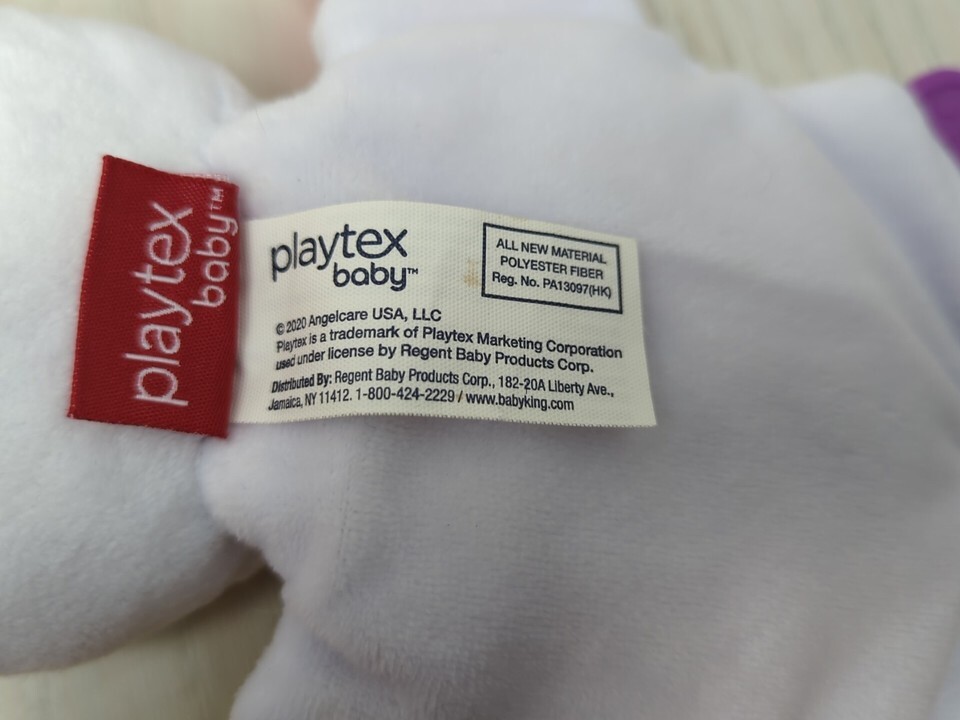 playtex
baby™
playtex
baby™
ALL NEW MATERIAL
POLYESTER FIBER
Reg. No. PA13097(HK)
© 2020 Angelcare USA, LLC
Playtex is a trademark of Playtex Marketing Corporation
used under license by Regent Baby Products Corp.
Distributed By: Regent Baby Products Corp., 182-20A Liberty Ave.,
Jamaica, NY 11412. 1-800-424-2229 / www.babyking.com